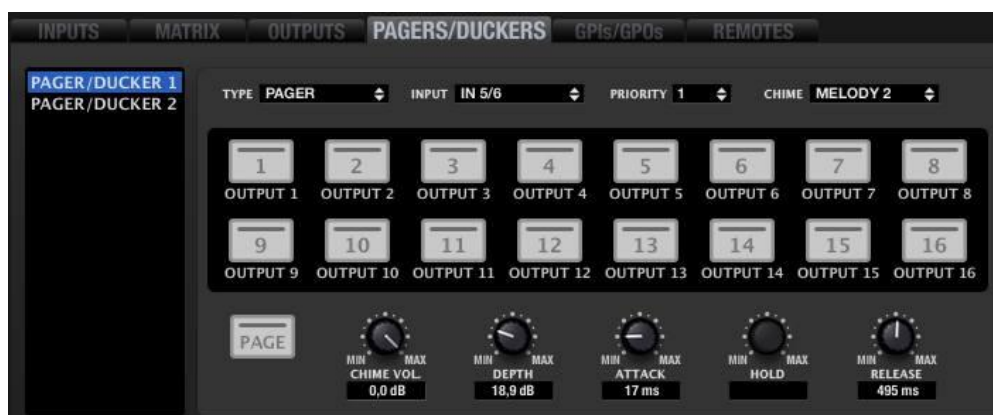 INPUTS MATRIX OUTPUTS PAGERS/DUCKERS GPIs/GPOs REMOTES
PAGER/DUCKER 1
PAGER/DUCKER 2
TYPE PAGER INPUT IN 5/6 PRIORITY 1 CHIME MELODY 2
1 2 3 4 5 6 7 8
OUTPUT 1 OUTPUT 2 OUTPUT 3 OUTPUT 4 OUTPUT 5 OUTPUT 6 OUTPUT 7 OUTPUT 8
9 10 11 12 13 14 15 16
OUTPUT 9 OUTPUT 10 OUTPUT 11 OUTPUT 12 OUTPUT 13 OUTPUT 14 OUTPUT 15 OUTPUT 16
PAGE
MIN MAX MIN MAX MIN MAX MIN MAX MIN MAX
CHIME VOL. DEPTH ATTACK HOLD RELEASE
0,0 dB 18,9 dB 17 ms 495 ms